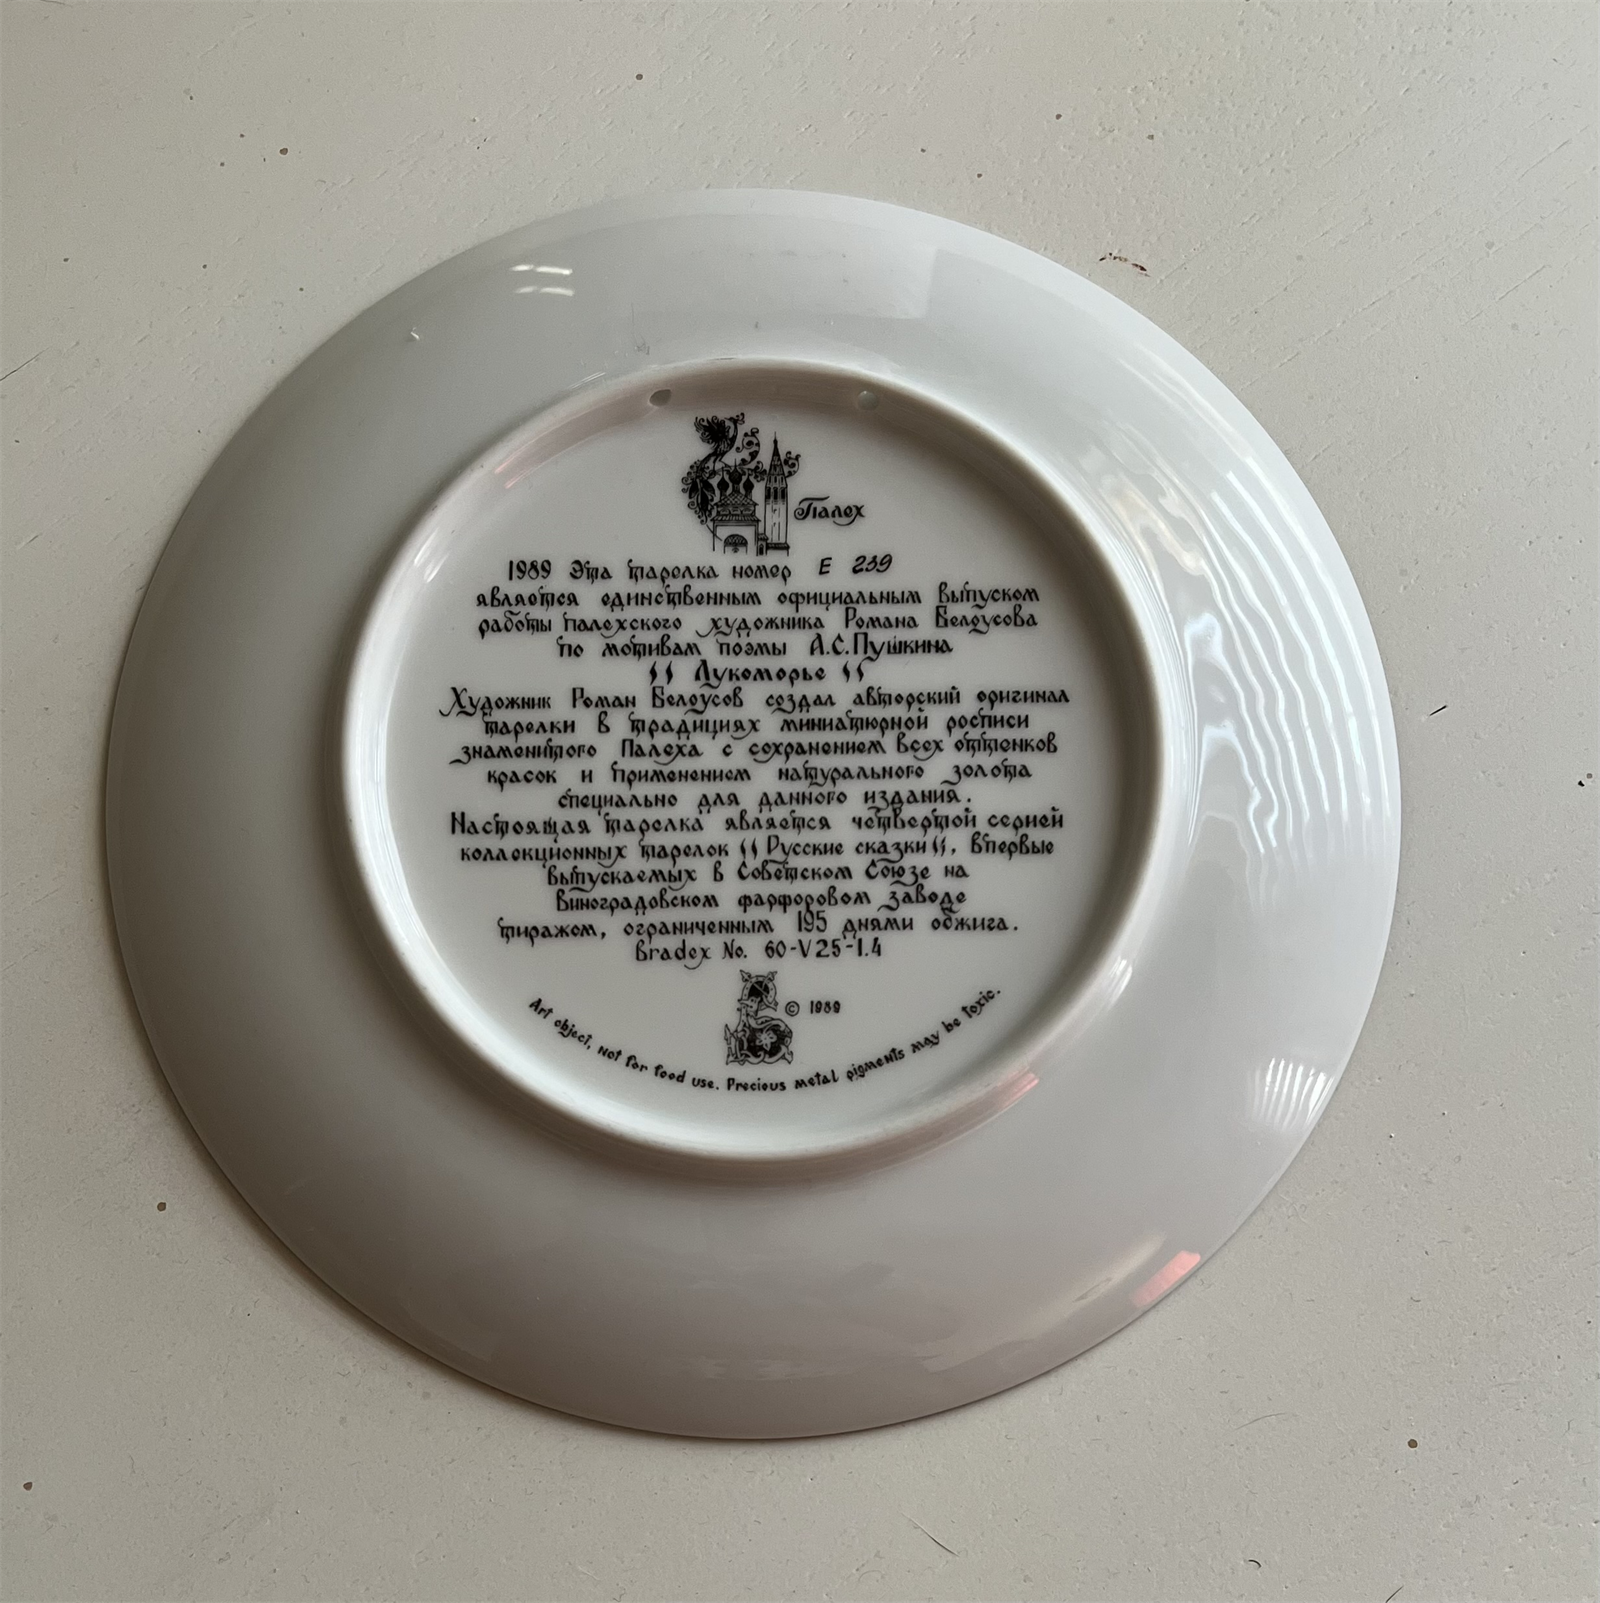 Палех
1989 Эта тарелка номер E 239
является единственным официальным выпуском
работы палехского художника Романа Белоусова
по мотивам поэмы А.С.Пушкина
" Лукоморье "
Художник Роман Белоусов создал авторский оригинал
тарелки в традициях миниатюрной росписи
знаменитого Палеха с сохранением всех оттенков
красок и применением натурального золота
специально для данного издания.
Настоящая тарелка является четвертой серией
коллекционных тарелок "Русские сказки", впервые
выпускаемых в Советском Союзе на
Виноградовском фарфоровом заводе
тиражом, ограниченным 195 днями обжига.
Bradex No. 60-V25-1.4
© 1989
Art object, not for food use. Precious metal pigments may be toxic.